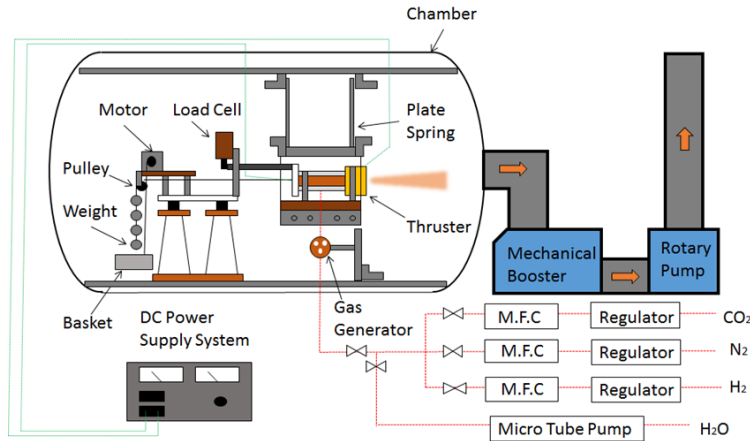 Chamber
Load Cell
Motor
Plate
Spring
Pulley
Weight
Thruster
Mechanical
Booster
Rotary
Pump
Basket
Gas
Generator
DC Power
Supply System
M.F.C
Regulator
CO2
M.F.C
Regulator
N2
M.F.C
Regulator
H2
Micro Tube Pump
H2O